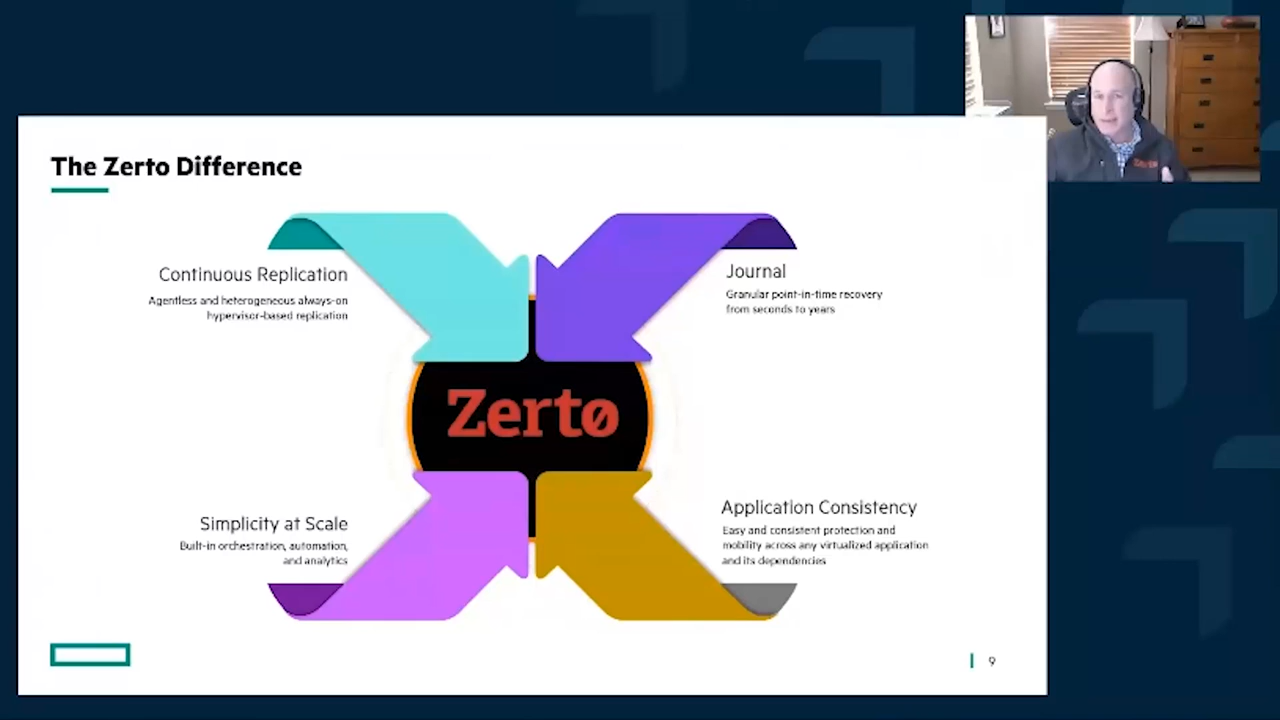 The Zerto Difference
Continuous Replication
Agentless and heterogeneous always-on
hypervisor-based replication
Journal
Granular point-in-time recovery
from seconds to years
Zerto
Simplicity at Scale
Built-in orchestration, automation,
and analytics
Application Consistency
Easy and consistent protection and
mobility across any virtualized application
and its dependencies
9
Zerto